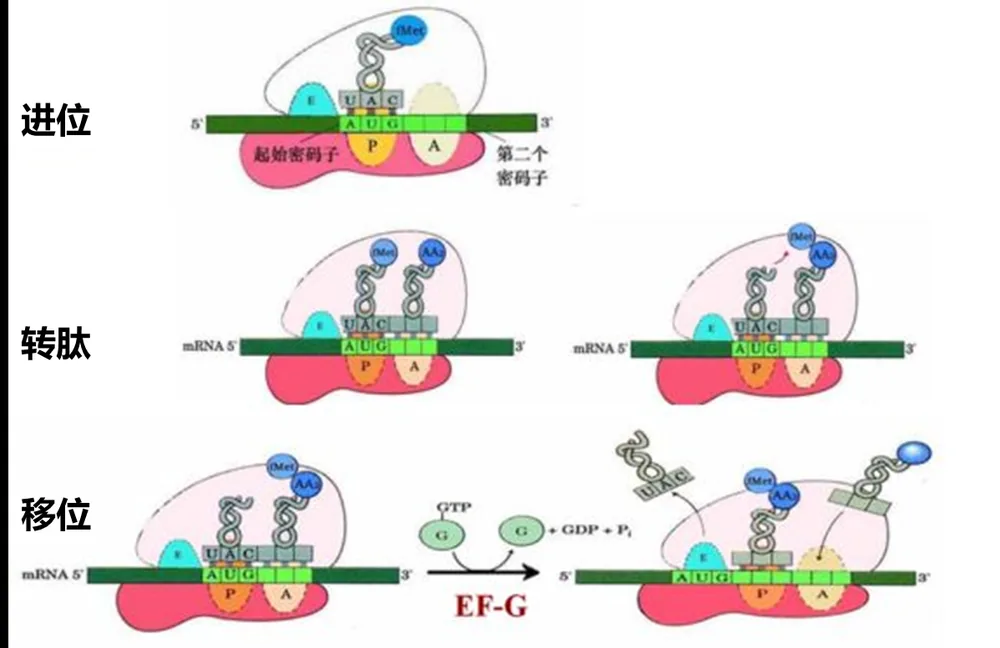 进位
fMet
E
U A C
5'
A U G
3'
起始密码子
P
A
第二个
密码子
转肽
fMet
AA₂
E
U A C
mRNA 5'
A U G
3'
P
A
fMet
AA₂
E
U A C
mRNA 5'
A U G
3'
P
A
移位
fMet
AA₂
E
U A C
mRNA 5'
A U G
3'
P
A
GTP
G
G
+ GDP + Pi
EF-G
U A C
fMet
AA₂
E
5'
A U G
3'
P
A